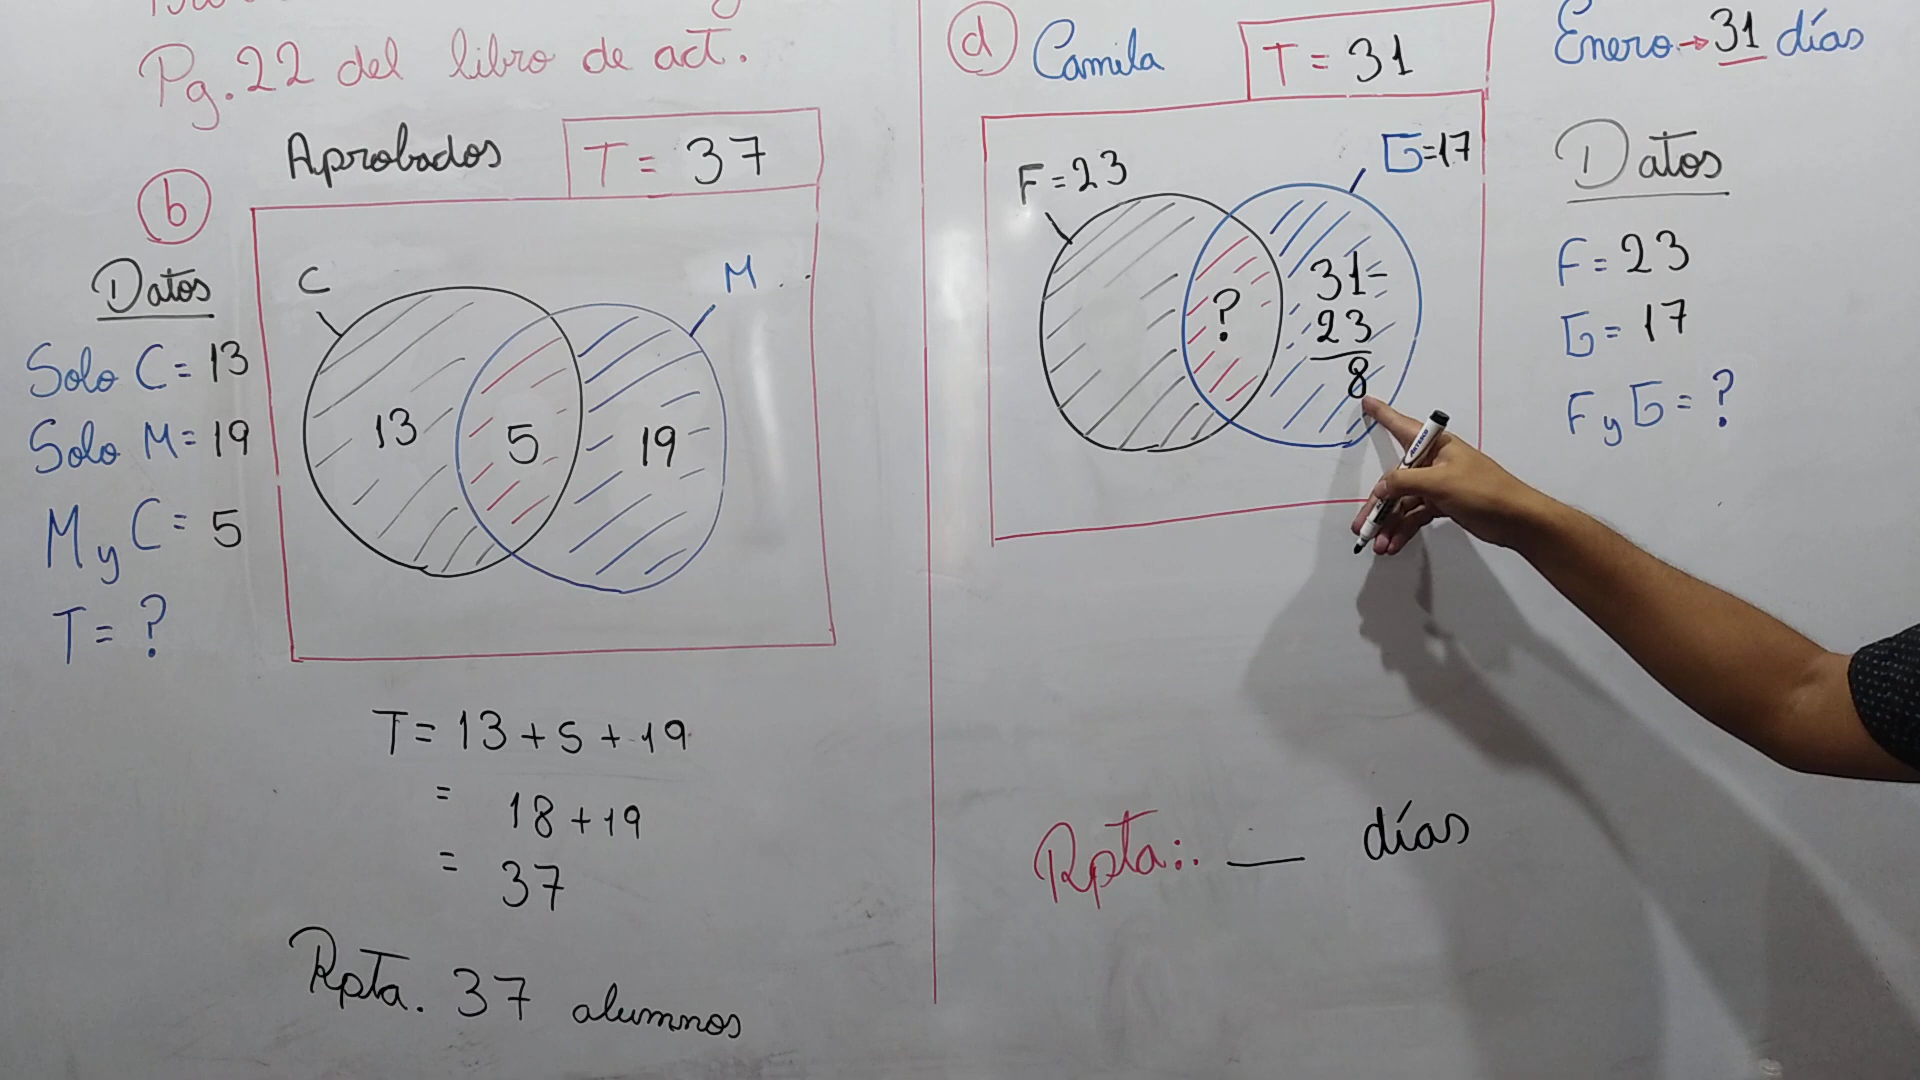 Pg. 22 del libro de act.
Aprobados
T = 37
b
Datos
Solo C = 13
Solo M = 19
M y C = 5
T = ?
C
M
13
5
19
T = 13 + 5 + 19
= 18 + 19
= 37
Rpta. 37 alumnos
d
Camila
T = 31
Enero → 31 días
F = 23
G = 17
?
31 -
23
8
Datos
F = 23
G = 17
F y G = ?
Rpta:. __ días